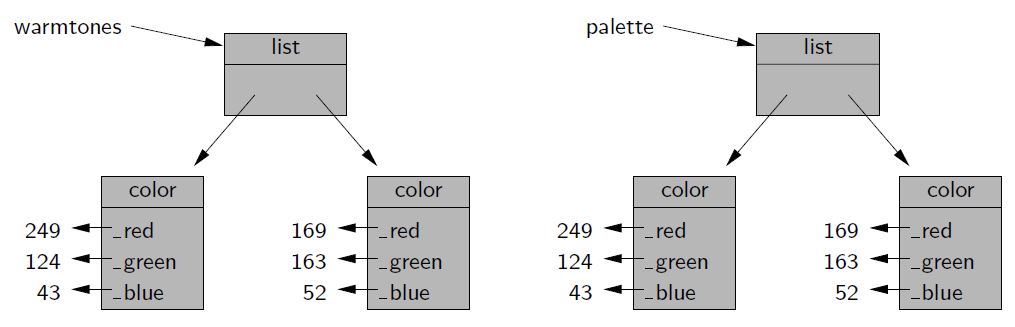 warmtones
list
color
249 _red
124 _green
43 _blue
color
169 _red
163 _green
52 _blue
palette
list
color
249 _red
124 _green
43 _blue
color
169 _red
163 _green
52 _blue